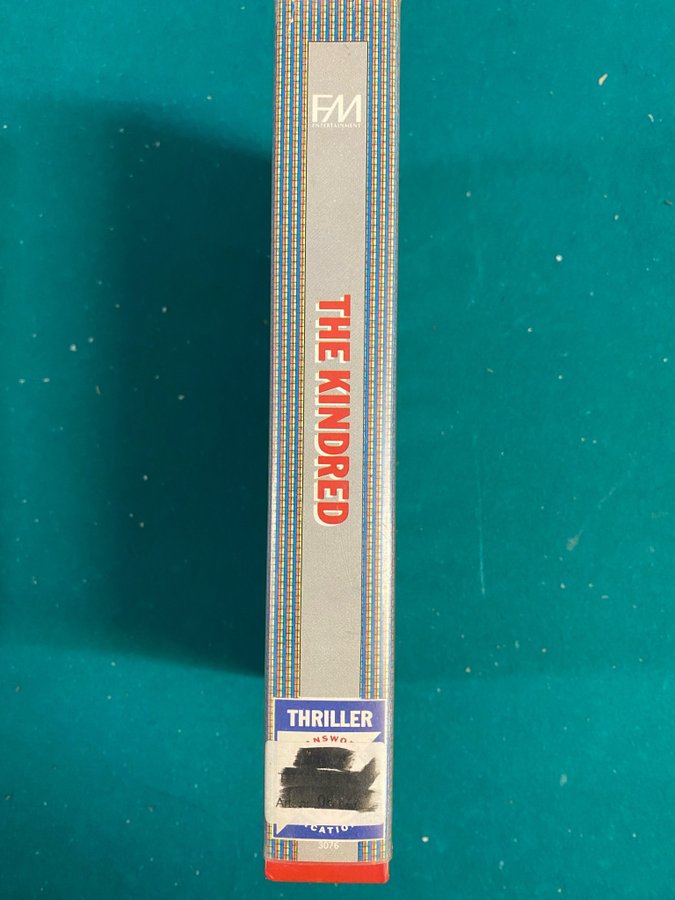 FM
ENTERTAINMENT
THE KINDRED
THRILLER
3076